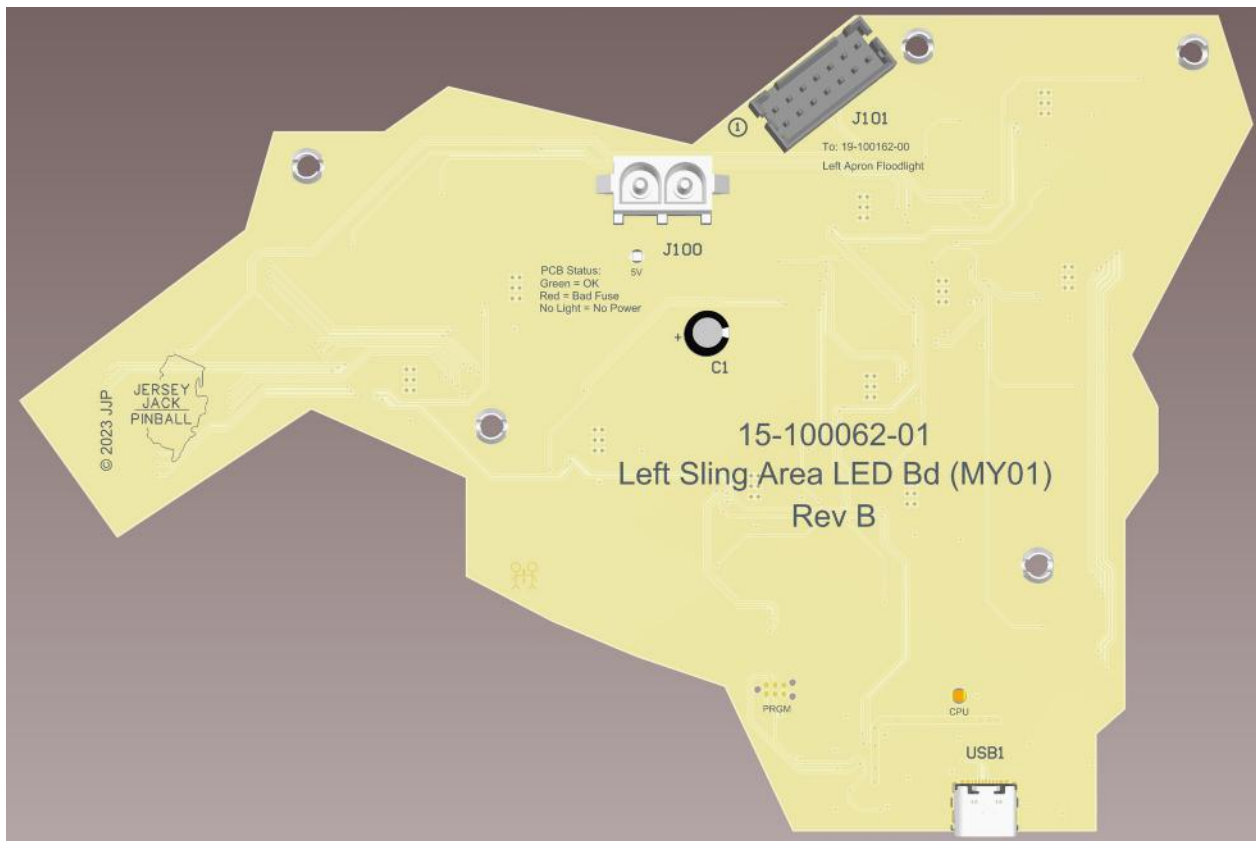 ①
J101
To: 19-100162-00
Left Apron Floodlight
J100
5V
PCB Status:
Green = OK
Red = Bad Fuse
No Light = No Power
+
C1
© 2023 JJP
JERSEY
JACK
PINBALL
15-100062-01
Left Sling Area LED Bd (MY01)
Rev B
PRGM
CPU
USB1